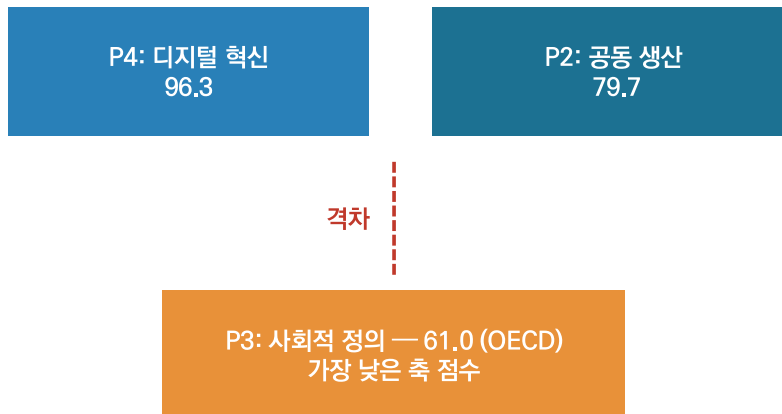 P4: 디지털 혁신
96.3
P2: 공동 생산
79.7
격차
P3: 사회적 정의 — 61.0 (OECD)
가장 낮은 축 점수